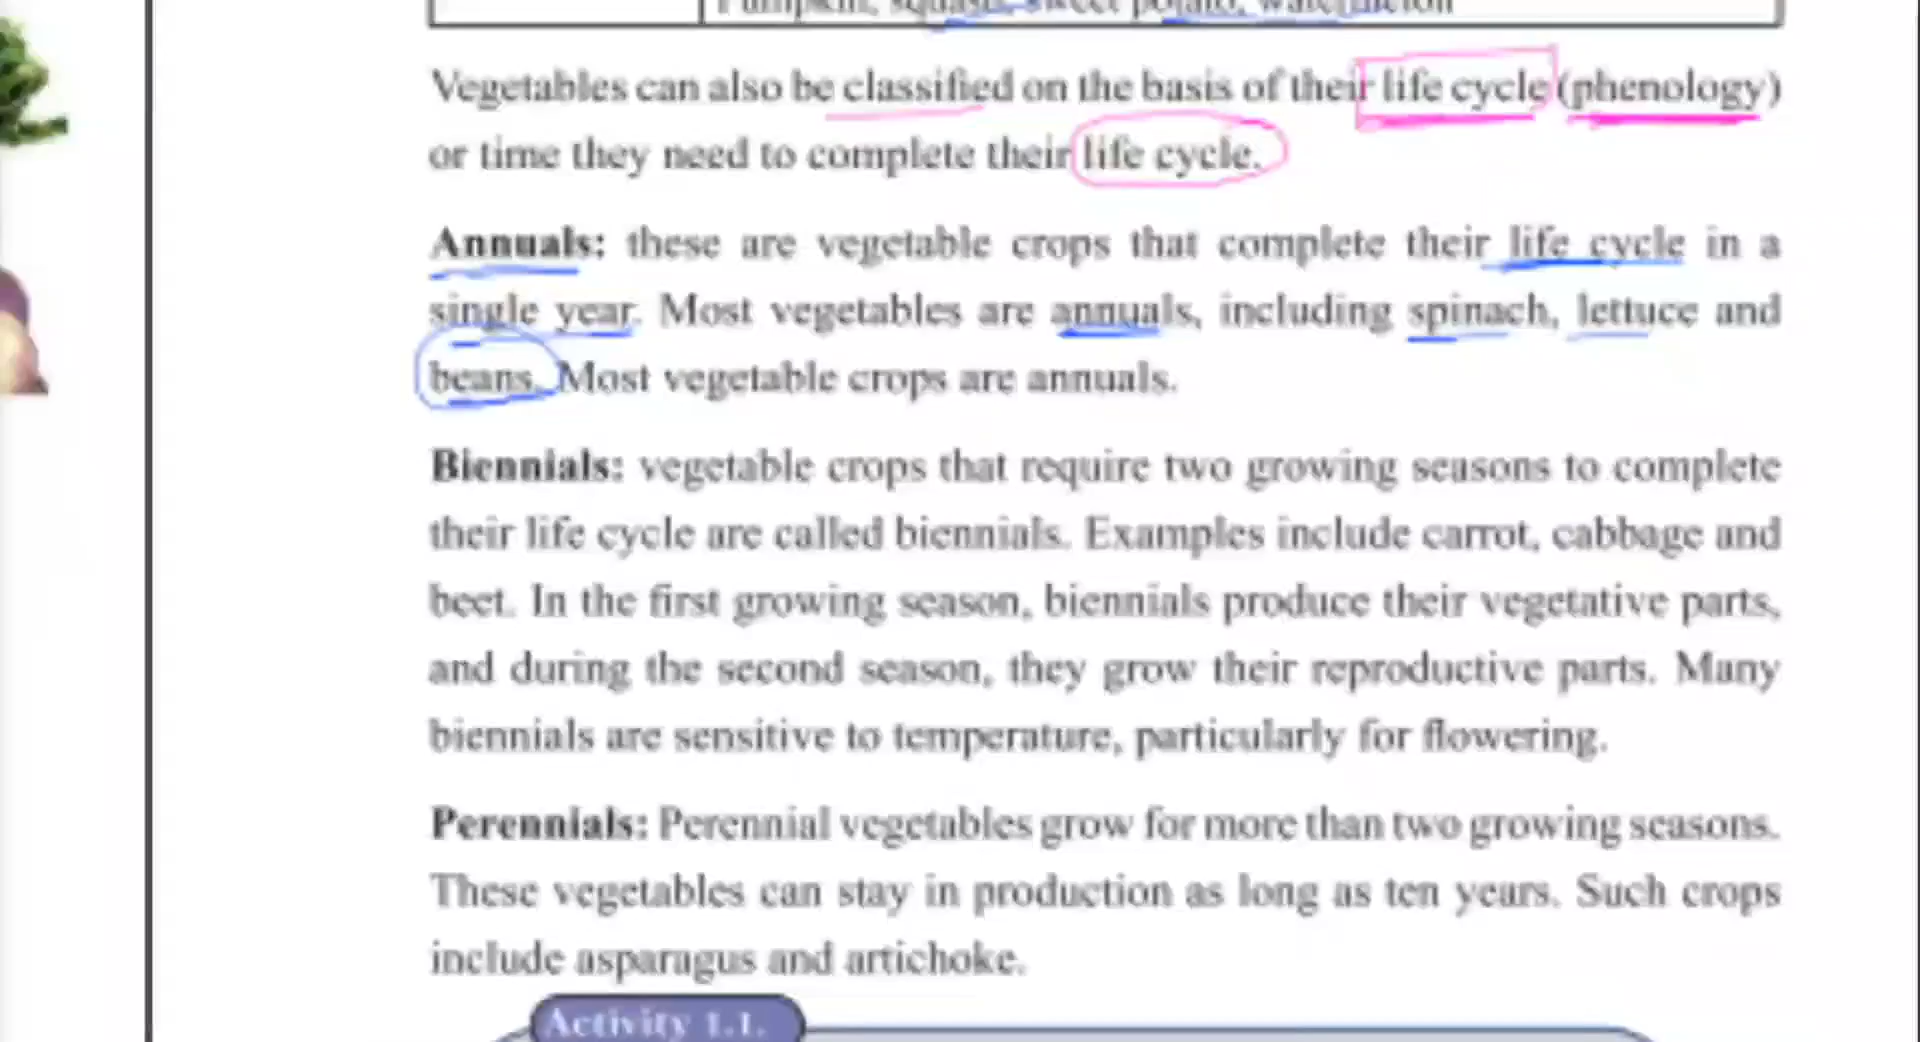 Pumpkin, squash, sweet potato, watermelon
Vegetables can also be classified on the basis of their life cycle (phenology)
or time they need to complete their life cycle.
Annuals: these are vegetable crops that complete their life cycle in a
single year. Most vegetables are annuals, including spinach, lettuce and
beans. Most vegetable crops are annuals.
Biennials: vegetable crops that require two growing seasons to complete
their life cycle are called biennials. Examples include carrot, cabbage and
beet. In the first growing season, biennials produce their vegetative parts,
and during the second season, they grow their reproductive parts. Many
biennials are sensitive to temperature, particularly for flowering.
Perennials: Perennial vegetables grow for more than two growing seasons.
These vegetables can stay in production as long as ten years. Such crops
include asparagus and artichoke.
Activity 1.1.